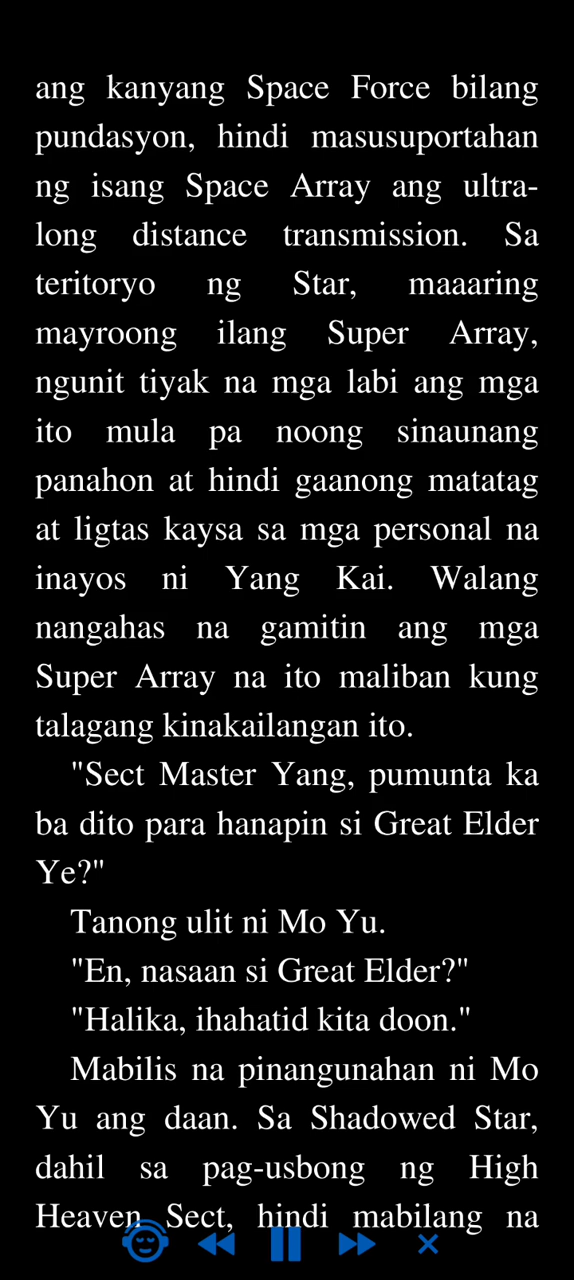 ang kanyang Space Force bilang
pundasyon, hindi masusuportahan
ng isang Space Array ang ultra-
long distance transmission. Sa
teritoryo ng Star, maaaring
mayroong ilang Super Array,
ngunit tiyak na mga labi ang mga
ito mula pa noong sinaunang
panahon at hindi gaanong matatag
at ligtas kaysa sa mga personal na
inayos ni Yang Kai. Walang
nangahas na gamitin ang mga
Super Array na ito maliban kung
talagang kinakailangan ito.
"Sect Master Yang, pumunta ka
ba dito para hanapin si Great Elder
Ye?"
Tanong ulit ni Mo Yu.
"En, nasaan si Great Elder?"
"Halika, ihahatid kita doon."
Mabilis na pinangunahan ni Mo
Yu ang daan. Sa Shadowed Star,
dahil sa pag-usbong ng High
Heaven Sect, hindi mabilang na